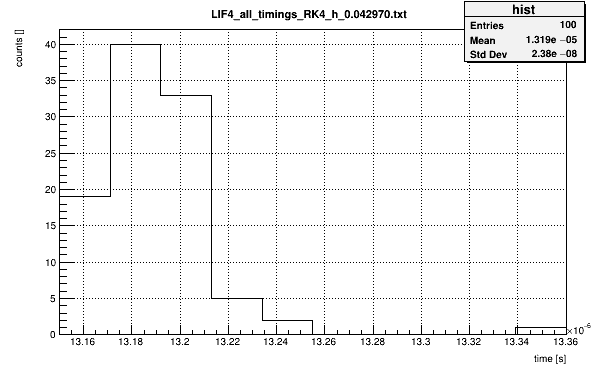 LIF4_all_timings_RK4_h_0.042970.txt
hist
Entries 100
Mean 1.319e −05
Std Dev 2.38e −08
counts []
40
35
30
25
20
15
10
5
0
13.16 13.18 13.2 13.22 13.24 13.26 13.28 13.3 13.32 13.34 13.36
×10⁻⁶
time [s]